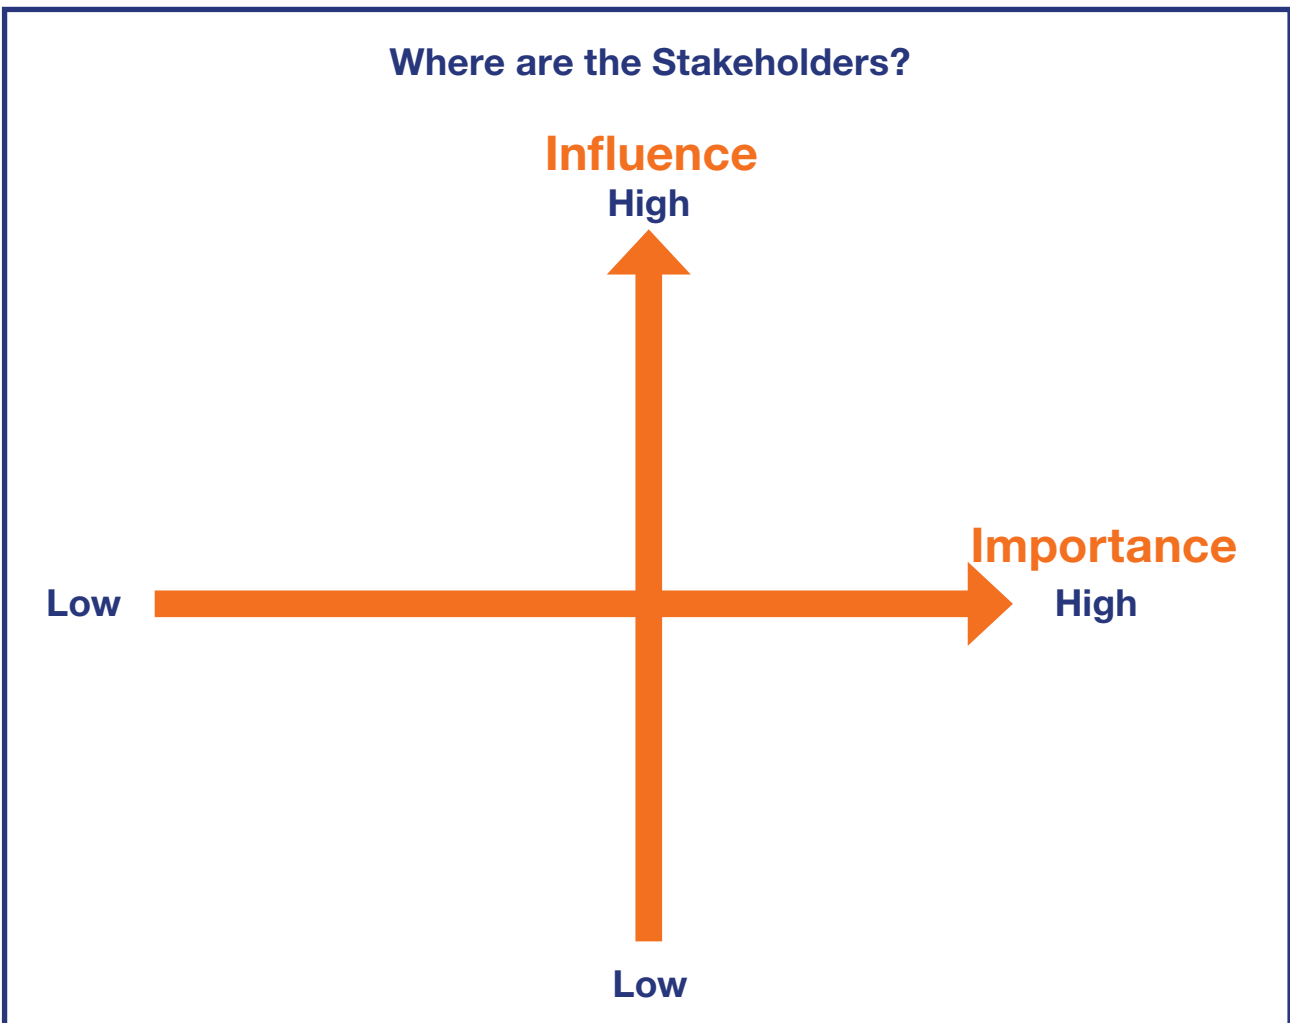 Where are the Stakeholders?
Influence
High
Importance
Low
High
Low